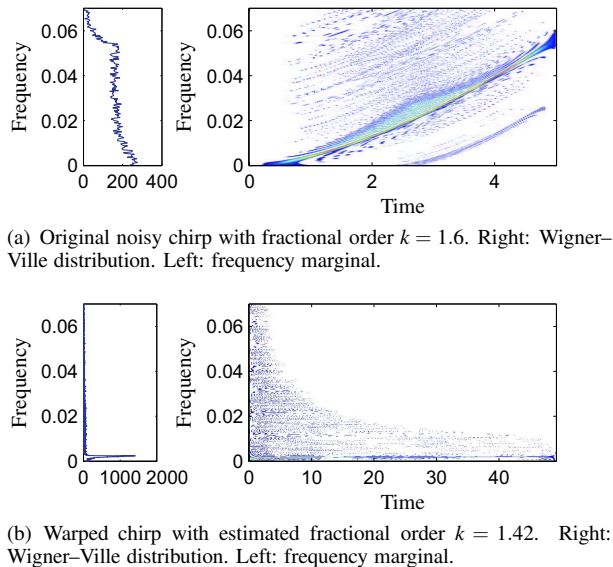 0.06
0.04
0.02
0
Frequency
0 200 400
0.06
0.04
0.02
0
Frequency
0 2 4
Time
(a) Original noisy chirp with fractional order k = 1.6. Right: Wigner–
Ville distribution. Left: frequency marginal.
0.06
0.04
0.02
0
Frequency
0 1000 2000
0.06
0.04
0.02
0
Frequency
0 10 20 30 40
Time
(b) Warped chirp with estimated fractional order k = 1.42. Right:
Wigner–Ville distribution. Left: frequency marginal.